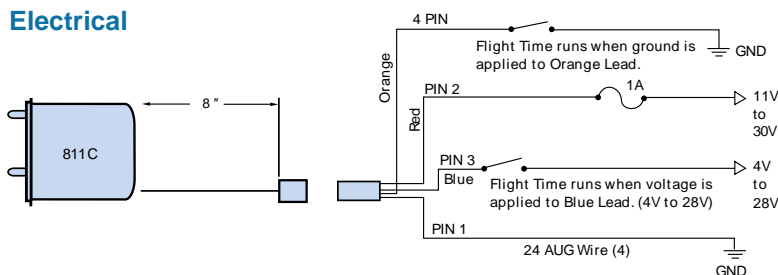 Electrical
4 PIN
Flight Time runs when ground is
applied to Orange Lead.
GND
Orange
8 "
811C
Red
PIN 2
1A
11V
to
30V
PIN 3
Blue
Flight Time runs when voltage is
applied to Blue Lead. (4V to 28V)
4V
to
28V
PIN 1
24 AUG Wire (4)
GND